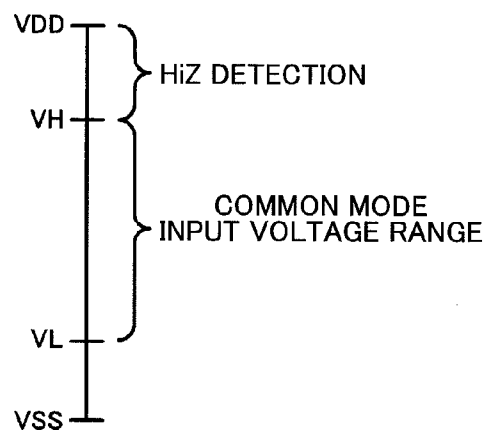 VDD
HiZ DETECTION
VH
COMMON MODE
INPUT VOLTAGE RANGE
VL
VSS